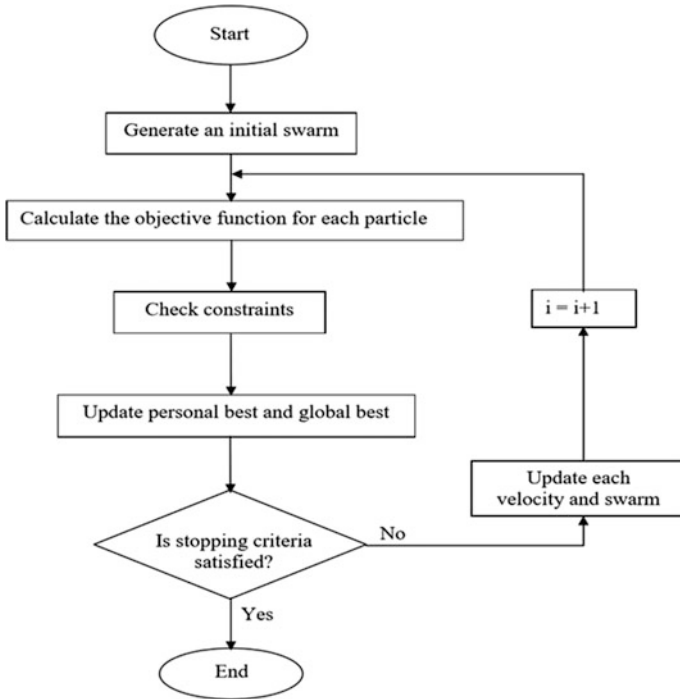 Start
Generate an initial swarm
Calculate the objective function for each particle
Check constraints
i = i+1
Update personal best and global best
Update each
velocity and swarm
Is stopping criteria
satisfied?
No
Yes
End